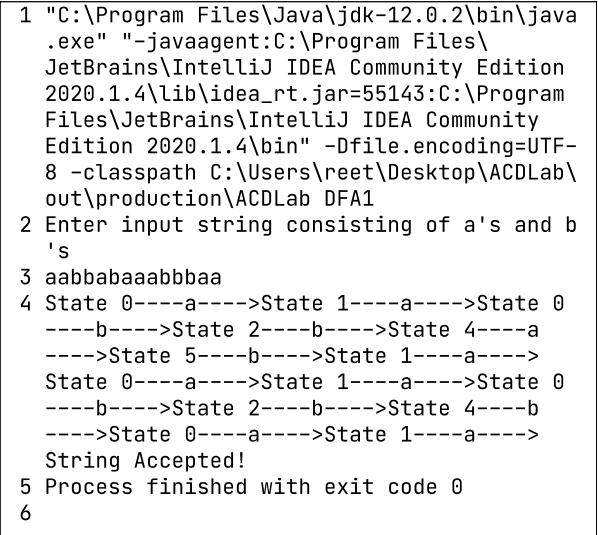 1 "C:\Program Files\Java\jdk-12.0.2\bin\java
.exe" "-javaagent:C:\Program Files\
JetBrains\IntelliJ IDEA Community Edition
2020.1.4\lib\idea_rt.jar=55143:C:\Program
Files\JetBrains\IntelliJ IDEA Community
Edition 2020.1.4\bin" -Dfile.encoding=UTF-
8 -classpath C:\Users\reet\Desktop\ACDLab\
out\production\ACDLab DFA1
2 Enter input string consisting of a's and b
's
3 aabbabaaabbbaa
4 State 0----a---->State 1----a---->State 0
----b---->State 2----b---->State 4----a
---->State 5----b---->State 1----a---->
State 0----a---->State 1----a---->State 0
----b---->State 2----b---->State 4----b
---->State 0----a---->State 1----a---->
String Accepted!
5 Process finished with exit code 0
6